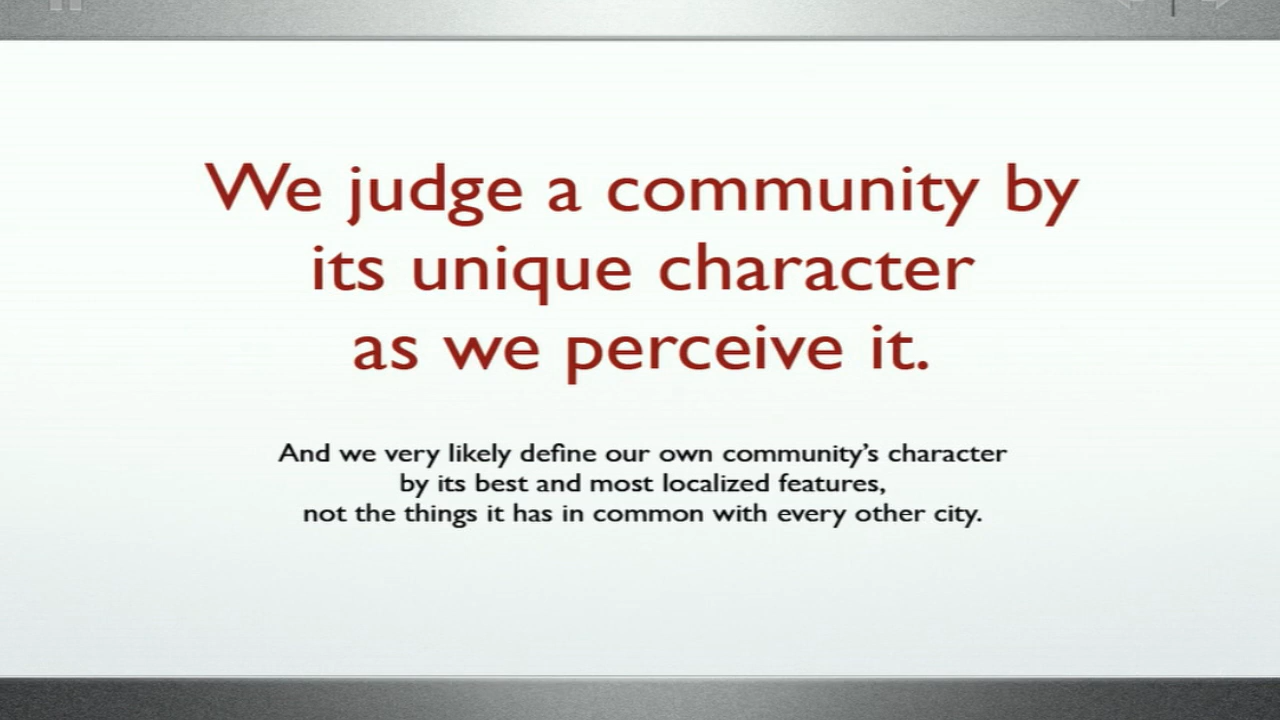 We judge a community by
its unique character
as we perceive it.
And we very likely define our own community’s character
by its best and most localized features,
not the things it has in common with every other city.